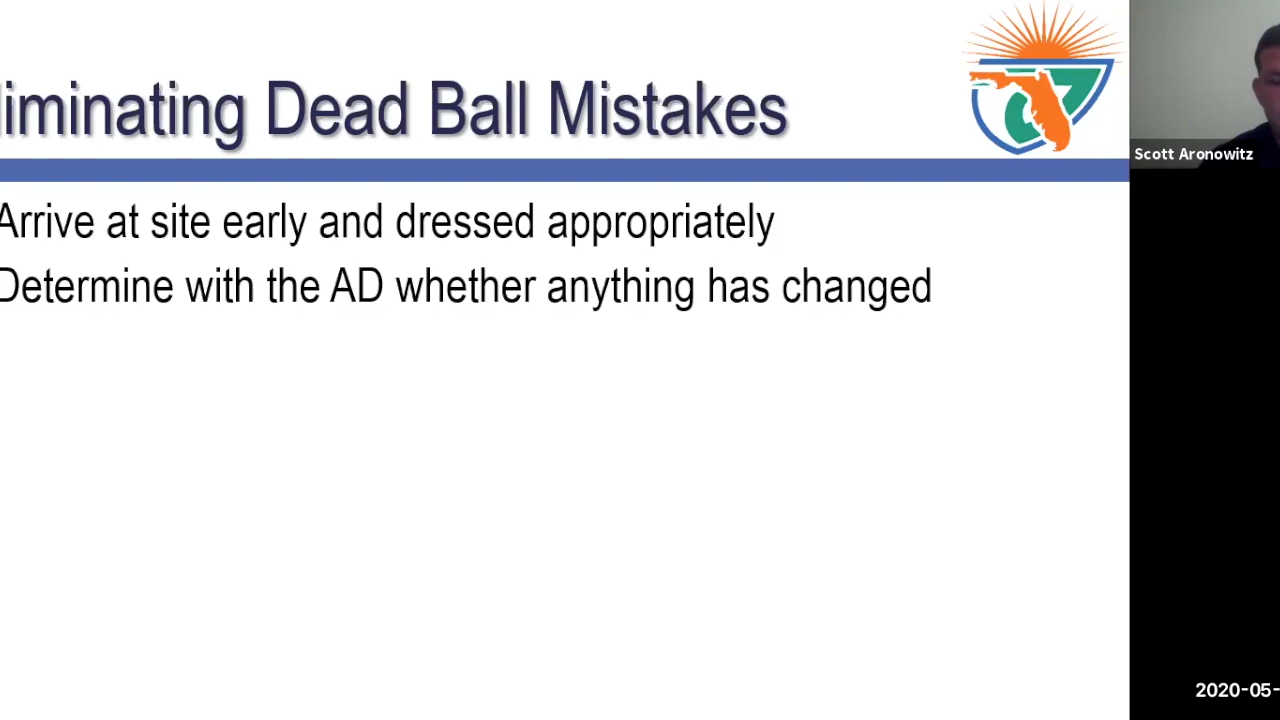 liminating Dead Ball Mistakes
Scott Aronowitz
Arrive at site early and dressed appropriately
Determine with the AD whether anything has changed
2020-05-